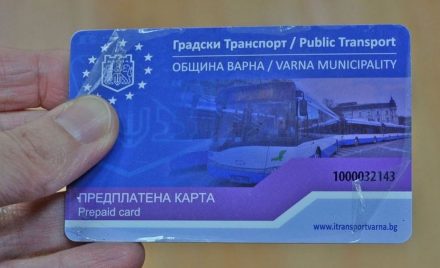 Градски Транспорт / Public Transport
ОБЩИНА ВАРНА / VARNA MUNICIPALITY
1000032143
ПРЕДПЛАТЕНА КАРТА
Prepaid card
www.itransportvarna.bg